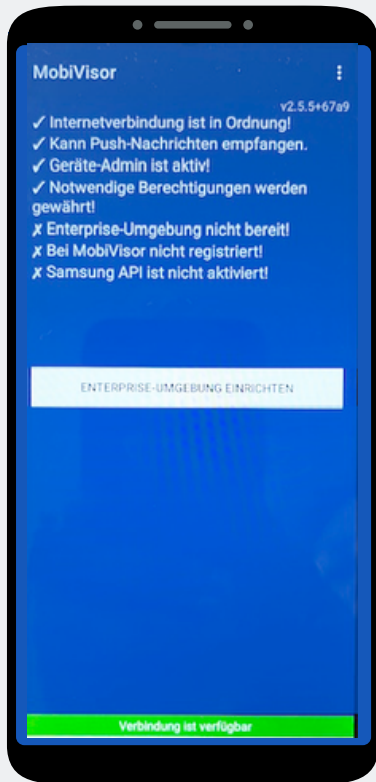 MobiVisor
v2.5.5+67a9
✓ Internetverbindung ist in Ordnung!
✓ Kann Push-Nachrichten empfangen.
✓ Geräte-Admin ist aktiv!
✓ Notwendige Berechtigungen werden
gewährt!
✗ Enterprise-Umgebung nicht bereit!
✗ Bei MobiVisor nicht registriert!
✗ Samsung API ist nicht aktiviert!
ENTERPRISE-UMGEBUNG EINRICHTEN
Verbindung ist verfügbar